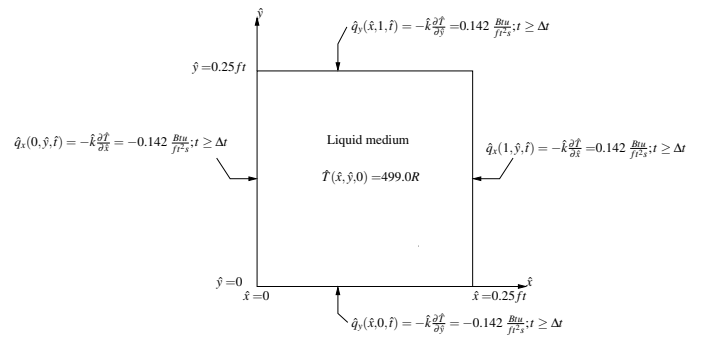 ŷ
q̂_y(x̂,1,t̂) = −k̂ ∂T̂/∂ŷ =0.142 Btu/ft²s; t ≥ Δt
ŷ =0.25ft
Liquid medium
q̂_x(0,ŷ,t̂) = −k̂ ∂T̂/∂x̂ = −0.142 Btu/ft²s; t ≥ Δt
q̂_x(1,ŷ,t̂) = −k̂ ∂T̂/∂x̂ =0.142 Btu/ft²s; t ≥ Δt
T̂(x̂,ŷ,0) =499.0R
ŷ =0
x̂
x̂ =0
x̂ =0.25ft
q̂_y(x̂,0,t̂) = −k̂ ∂T̂/∂ŷ = −0.142 Btu/ft²s; t ≥ Δt